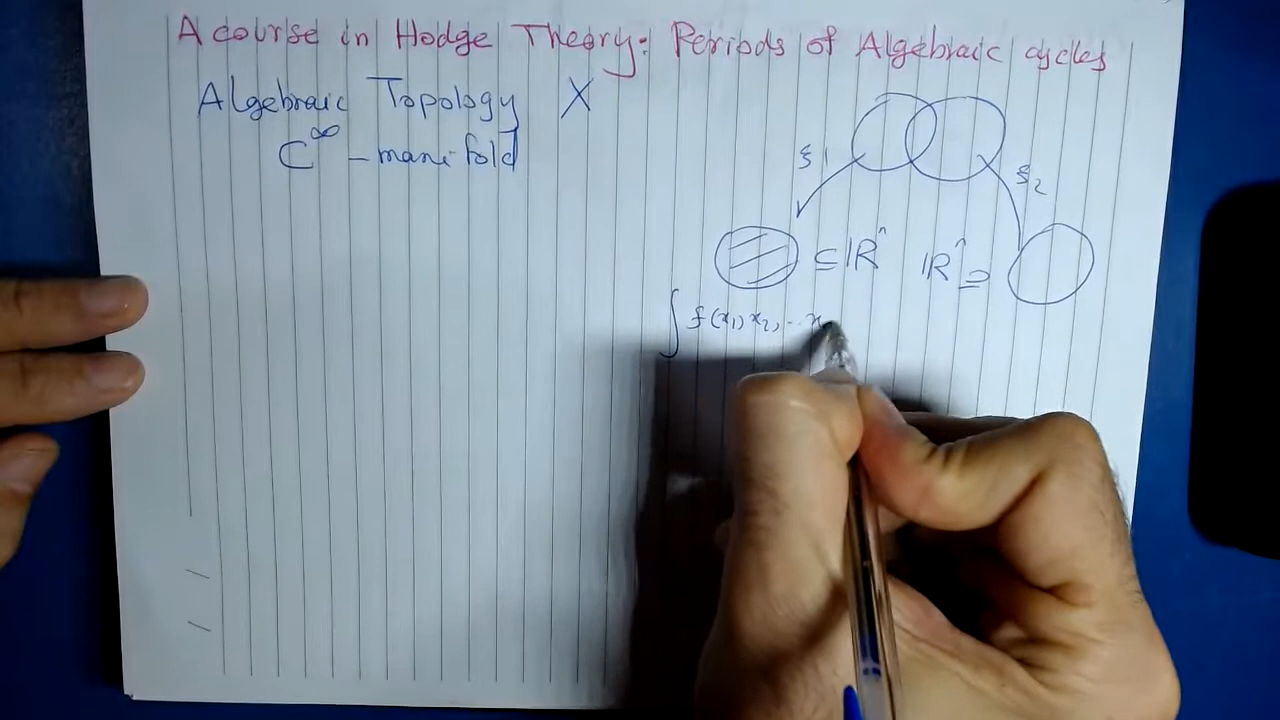 A course in Hodge Theory: Periods of Algebraic cycles
Algebraic Topology X
C^∞ - manifold
ξ1
ξ2
⊆ ℝ^n
ℝ^n ⊇
∫ f(x1, x2, ... x